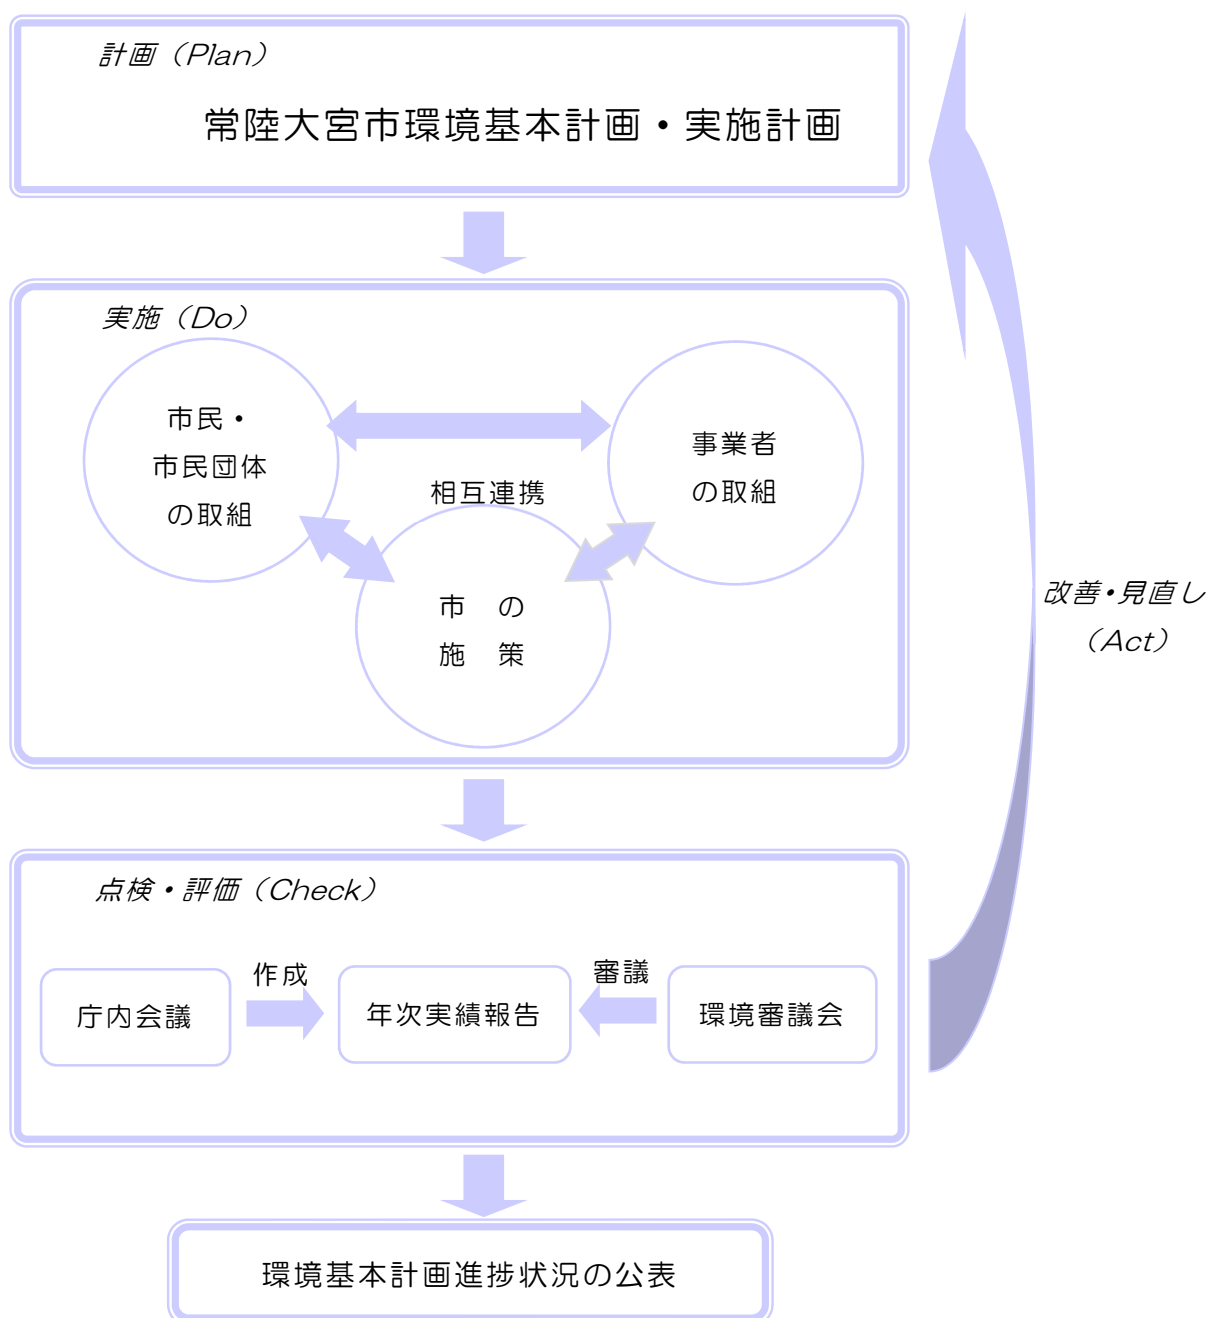 計画（Plan）
常陸大宮市環境基本計画・実施計画
実施（Do）
市民・
市民団体
の取組
事業者
の取組
相互連携
市　の
施　策
改善・見直し
（Act）
点検・評価（Check）
作成
審議
庁内会議
年次実績報告
環境審議会
環境基本計画進捗状況の公表